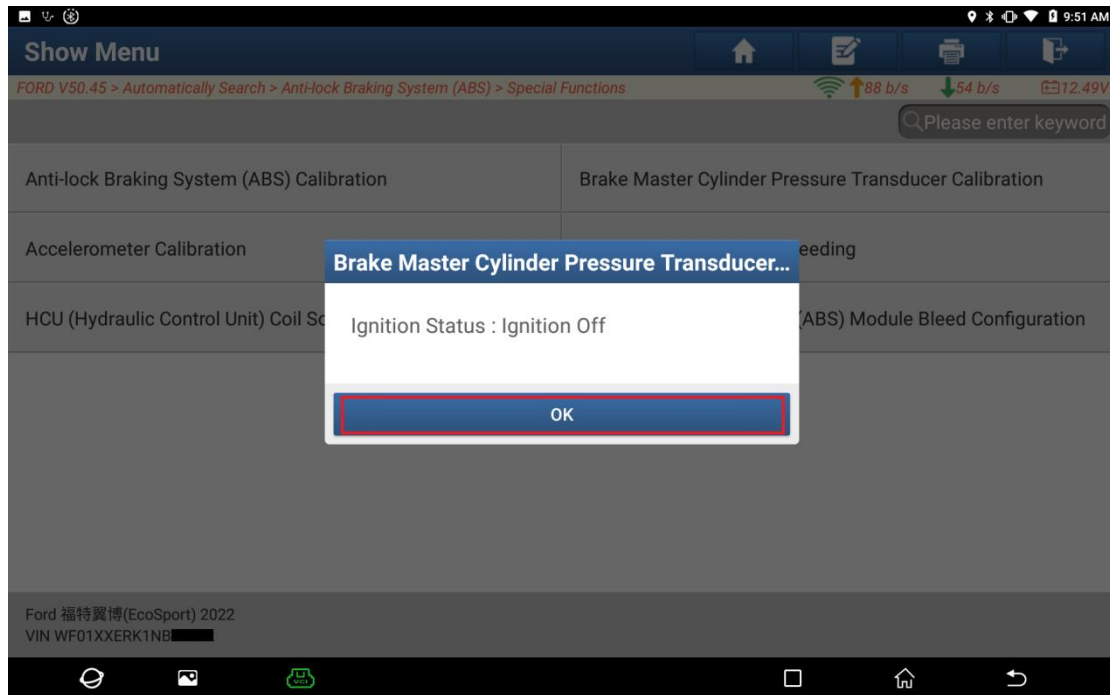 9:51 AM
Show Menu
FORD V50.45 > Automatically Search > Anti-lock Braking System (ABS) > Special Functions
88 b/s
54 b/s
12.49V
Please enter keyword
Anti-lock Braking System (ABS) Calibration
Brake Master Cylinder Pressure Transducer Calibration
Accelerometer Calibration
eeding
HCU (Hydraulic Control Unit) Coil So
(ABS) Module Bleed Configuration
Brake Master Cylinder Pressure Transducer...
Ignition Status : Ignition Off
OK
Ford 福特翼博(EcoSport) 2022
VIN WF01XXERK1NB
VCI